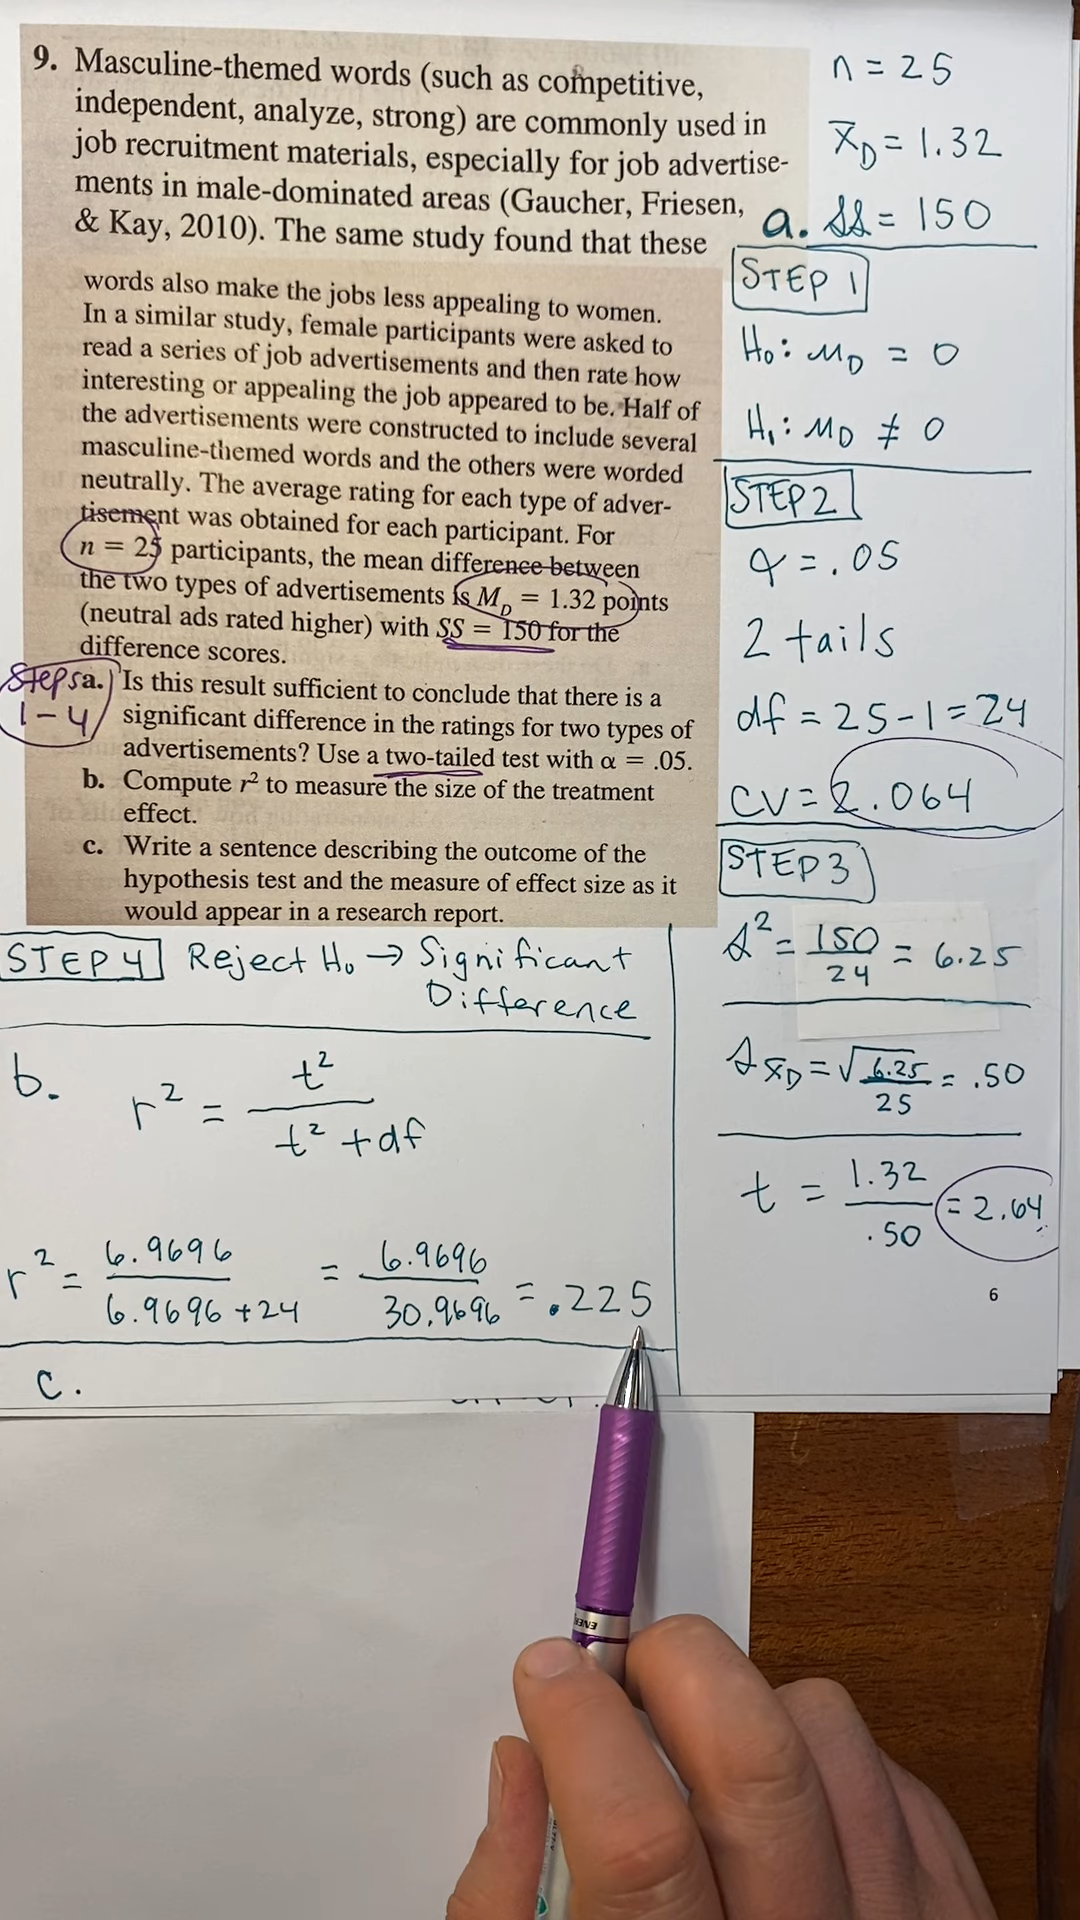 9. Masculine-themed words (such as competitive,
independent, analyze, strong) are commonly used in
job recruitment materials, especially for job advertise-
ments in male-dominated areas (Gaucher, Friesen,
& Kay, 2010). The same study found that these
words also make the jobs less appealing to women.
In a similar study, female participants were asked to
read a series of job advertisements and then rate how
interesting or appealing the job appeared to be. Half of
the advertisements were constructed to include several
masculine-themed words and the others were worded
neutrally. The average rating for each type of adver-
tisement was obtained for each participant. For
n = 25 participants, the mean difference between
the two types of advertisements is M_D = 1.32 points
(neutral ads rated higher) with SS = 150 for the
difference scores.
Steps
1-4
a. Is this result sufficient to conclude that there is a
significant difference in the ratings for two types of
advertisements? Use a two-tailed test with α = .05.
b. Compute r² to measure the size of the treatment
effect.
c. Write a sentence describing the outcome of the
hypothesis test and the measure of effect size as it
would appear in a research report.
n = 25
x̄_D = 1.32
a. SS = 150
STEP 1
H₀: μ_D = 0
H₁: μ_D ≠ 0
STEP 2
α = .05
2 tails
df = 25-1 = 24
CV = 2.064
STEP 3
s² = 150/24 = 6.25
s_x̄_D = √6.25/25 = .50
t = 1.32/.50 = 2.64
6
STEP 4 Reject H₀ → Significant
Difference
b. r² = t²/t² + df
r² = 6.9696/6.9696 + 24 = 6.9696/30.9696 = .225
c.